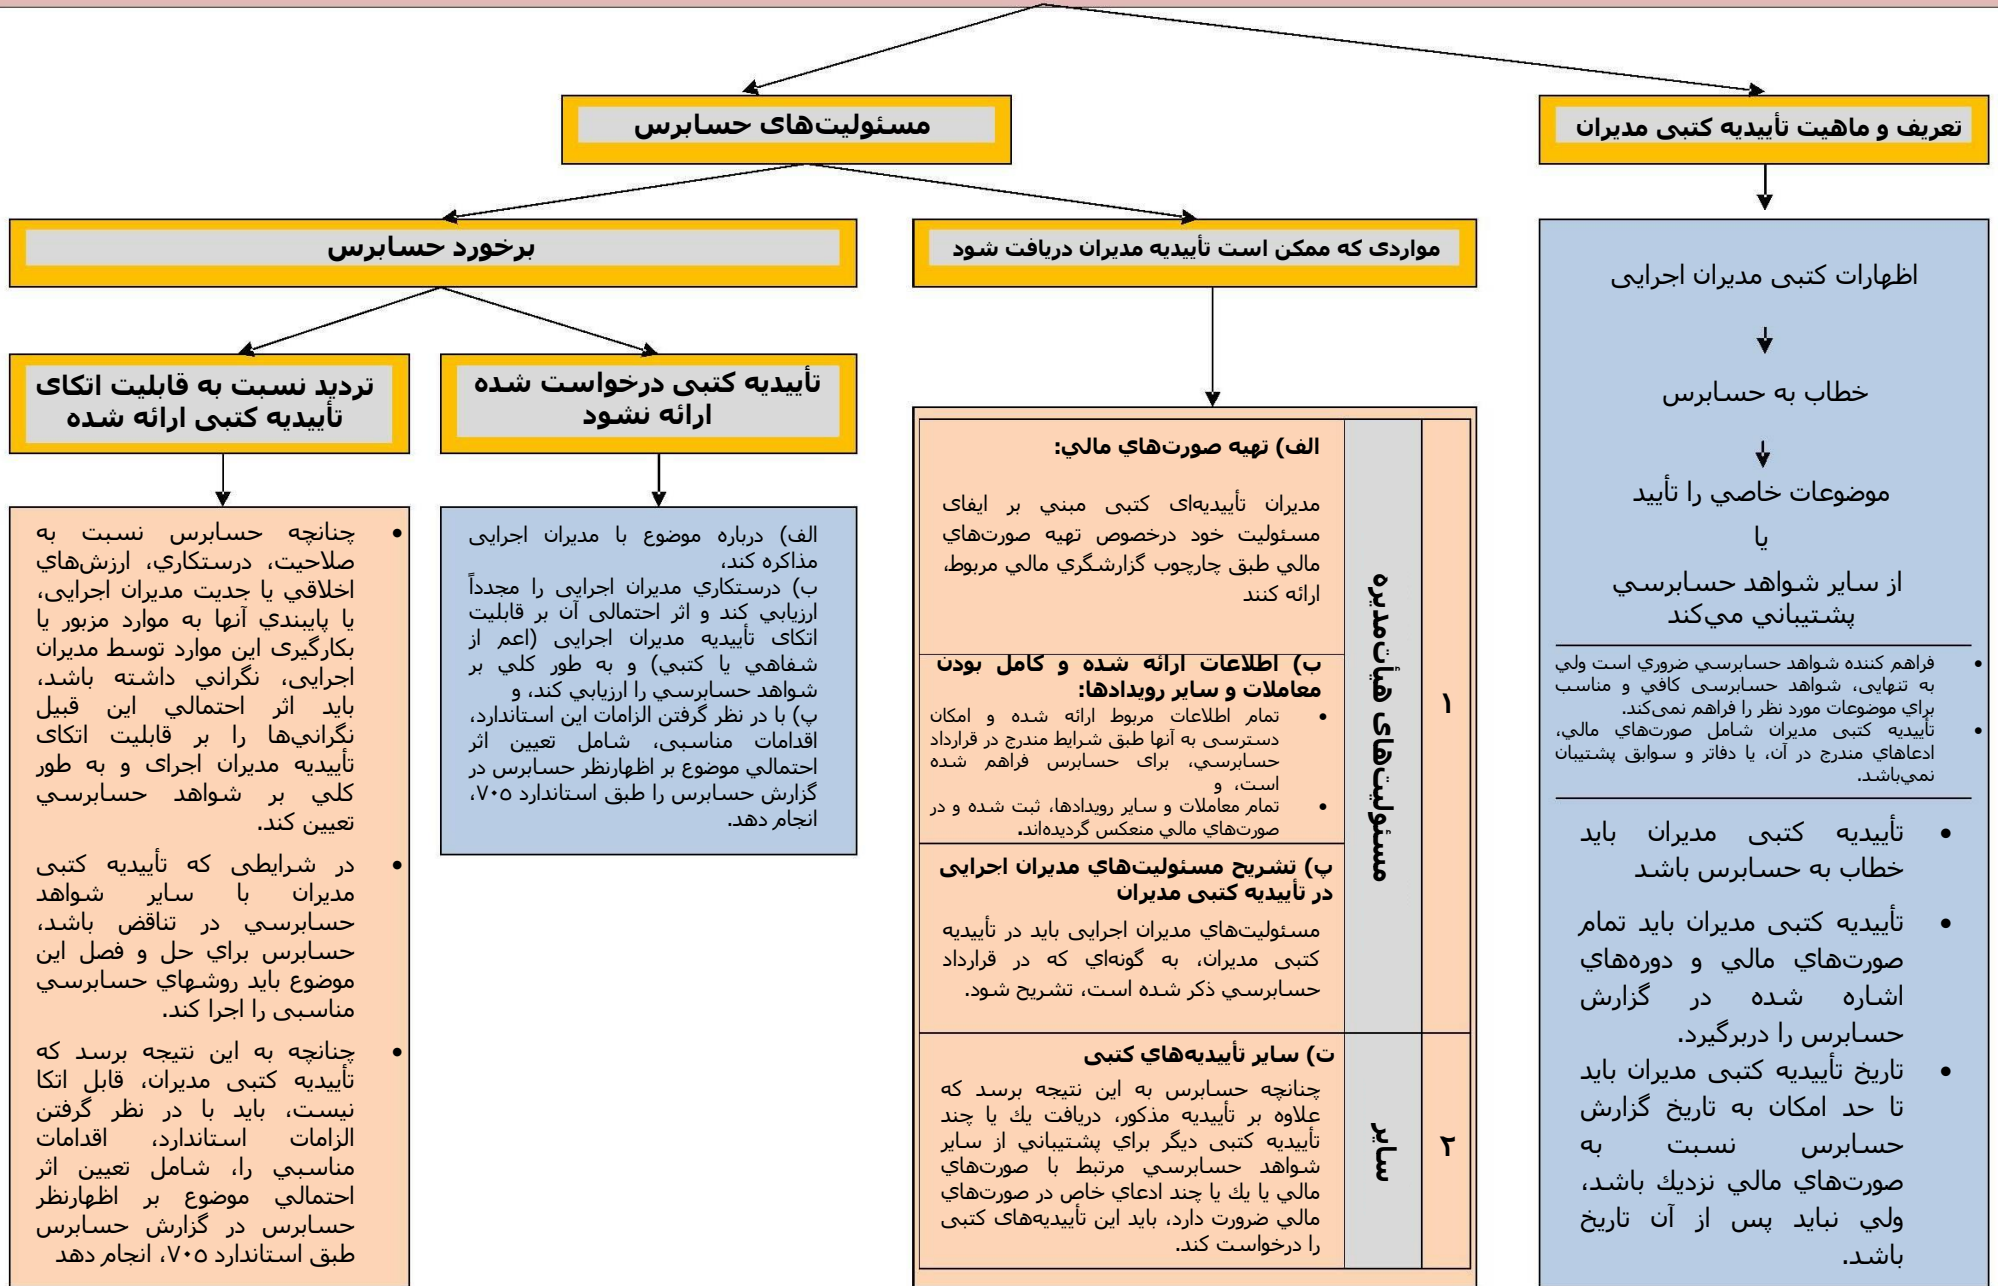 تعریف و ماهیت تأییدیه کتبی مدیران
مسئولیت‌های حسابرس
مواردی که ممکن است تأییدیه مدیران دریافت شود
برخورد حسابرس
تأییدیه کتبی درخواست شده
ارائه نشود
تردید نسبت به قابلیت اتکای
تأییدیه کتبی ارائه شده
اظهارات کتبی مدیران اجرایی
خطاب به حسابرس
موضوعات خاصي را تأیید
یا
از سایر شواهد حسابرسي
پشتیباني مي‌کند
• فراهم کننده شواهد حسابرسي ضروري است ولي
به تنهایی، شواهد حسابرسی کافي و مناسب
براي موضوعات مورد نظر را فراهم نمی‌کند.
• تأییدیه کتبی مدیران شامل صورت‌هاي مالي،
ادعاهاي مندرج در آن، یا دفاتر و سوابق پشتیبان
نمي‌باشد.
• تأییدیه کتبی مدیران باید
خطاب به حسابرس باشد
• تأییدیه کتبی مدیران باید تمام
صورت‌هاي مالي و دوره‌هاي
اشاره شده در گزارش
حسابرس را دربرگیرد.
• تاریخ تأییدیه کتبی مدیران باید
تا حد امکان به تاریخ گزارش
حسابرس نسبت به
صورت‌هاي مالي نزدیك باشد،
ولي نباید پس از آن تاریخ
باشد.
۱
مسئولیت‌های هیأت‌مدیره
الف) تهیه صورت‌هاي مالي:
مدیران تأییدیه‌ای کتبی مبني بر ایفای
مسئولیت خود درخصوص تهیه صورت‌هاي
مالي طبق چارچوب گزارشگري مالي مربوط،
ارائه کنند
ب) اطلاعات ارائه شده و کامل بودن
معاملات و سایر رویدادها:
• تمام اطلاعات مربوط ارائه شده و امکان
دسترسی به آنها طبق شرایط مندرج در قرارداد
حسابرسي، برای حسابرس فراهم شده
است، و
• تمام معاملات و سایر رویدادها، ثبت شده و در
صورت‌هاي مالي منعکس گردیده‌اند.
پ) تشریح مسئولیت‌هاي مدیران اجرایی
در تأییدیه کتبی مدیران
مسئولیت‌هاي مدیران اجرایی باید در تأییدیه
کتبی مدیران، به گونه‌اي که در قرارداد
حسابرسي ذکر شده است، تشریح شود.
۲
سایر
ت) سایر تأییدیه‌هاي کتبی
چنانچه حسابرس به این نتیجه برسد که
علاوه بر تأییدیه مذکور، دریافت یك یا چند
تأییدیه کتبی دیگر براي پشتیباني از سایر
شواهد حسابرسي مرتبط با صورت‌هاي
مالي یا یك یا چند ادعاي خاص در صورت‌هاي
مالي ضرورت دارد، باید این تأییدیه‌های کتبی
را درخواست کند.
الف) درباره موضوع با مدیران اجرایی
مذاکره کند،
ب) درستکاري مدیران اجرایی را مجدداً
ارزیابي کند و اثر احتمالی آن بر قابلیت
اتکای تأییدیه مدیران اجرایی (اعم از
شفاهي یا کتبي) و به طور کلي بر
شواهد حسابرسي را ارزیابي کند، و
پ) با در نظر گرفتن الزامات این استاندارد،
اقدامات مناسبی، شامل تعیین اثر
احتمالي موضوع بر اظهارنظر حسابرس در
گزارش حسابرس را طبق استاندارد ۷۰۵،
انجام دهد.
• چنانچه حسابرس نسبت به
صلاحیت، درستکاري، ارزش‌هاي
اخلاقي یا جدیت مدیران اجرایی،
یا پایبندي آنها به موارد مزبور یا
بکارگیری این موارد توسط مدیران
اجرایی، نگراني داشته باشد،
باید اثر احتمالي این قبیل
نگراني‌ها را بر قابلیت اتکای
تأییدیه مدیران اجرای و به طور
کلي بر شواهد حسابرسي
تعیین کند.
• در شرایطی که تأییدیه کتبی
مدیران با سایر شواهد
حسابرسي در تناقض باشد،
حسابرس براي حل و فصل این
موضوع باید روشهاي حسابرسي
مناسبی را اجرا کند.
• چنانچه به این نتیجه برسد که
تأییدیه کتبی مدیران، قابل اتکا
نیست، باید با در نظر گرفتن
الزامات استاندارد، اقدامات
مناسبي را، شامل تعیین اثر
احتمالي موضوع بر اظهارنظر
حسابرس در گزارش حسابرس
طبق استاندارد ۷۰۵، انجام دهد